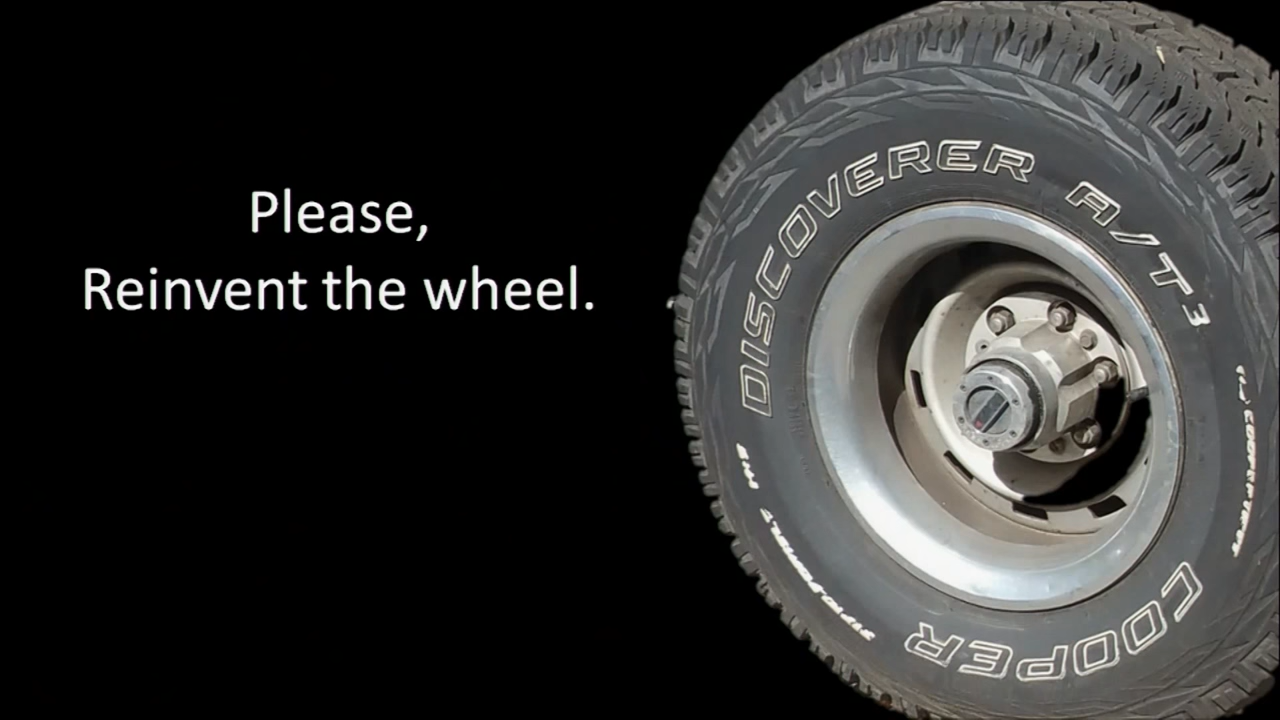 Please,
Reinvent the wheel.
DISCOVERER A/T3
COOPER